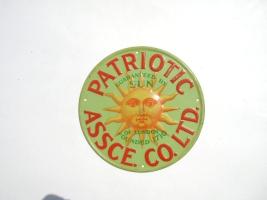 PATRIOTIC
GUARANTEED BY
SUN
OF LONDON
FOUNDED 1710
ASSCE. CO. LTD.